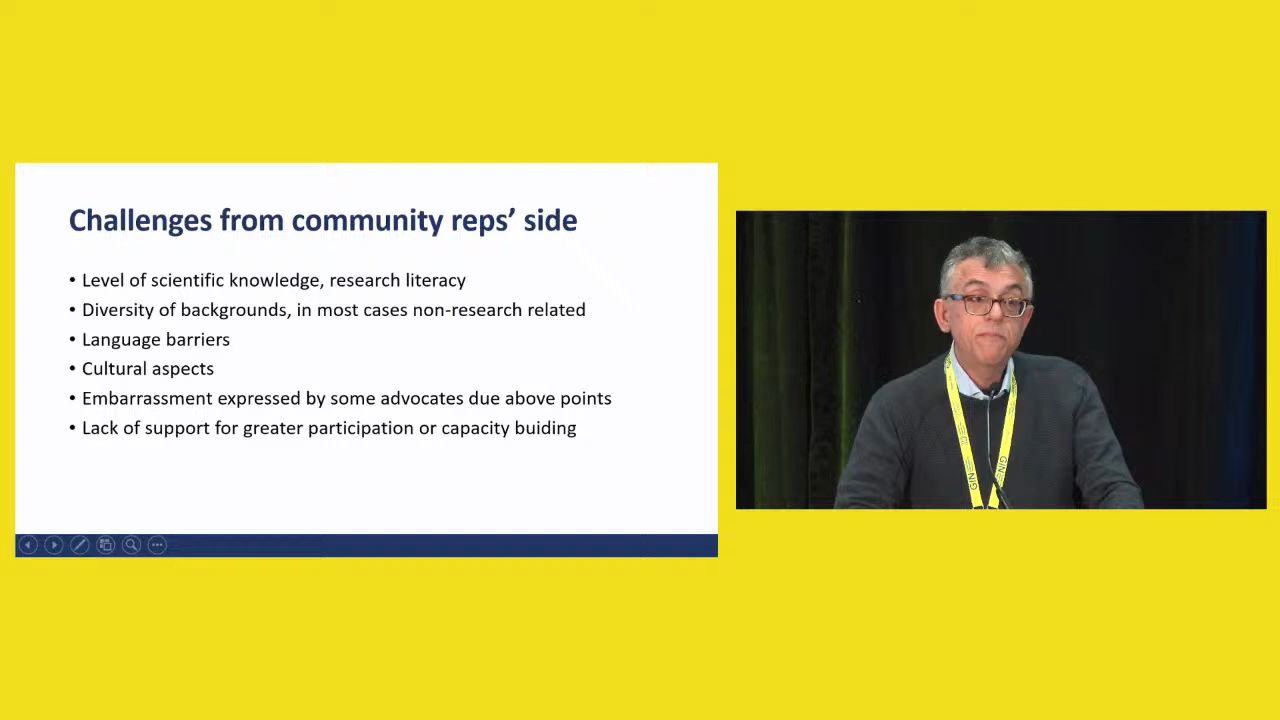 Challenges from community reps’ side
• Level of scientific knowledge, research literacy
• Diversity of backgrounds, in most cases non-research related
• Language barriers
• Cultural aspects
• Embarrassment expressed by some advocates due above points
• Lack of support for greater participation or capacity buiding
GIN
GIN